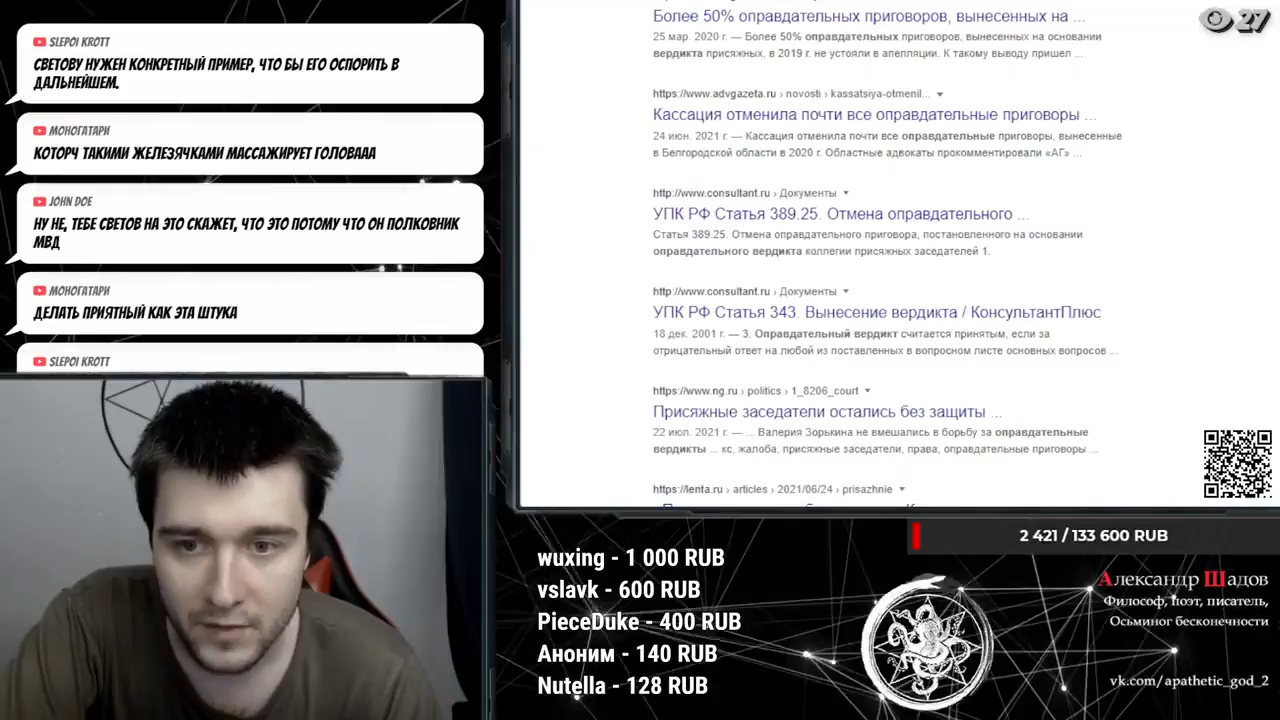 SLEPOI KROTT
СВЕТОВУ НУЖЕН КОНКРЕТНЫЙ ПРИМЕР, ЧТО БЫ ЕГО ОСПОРИТЬ В
ДАЛЬНЕЙШЕМ.
МОНОГАТАРИ
КОТОРЧ ТАКИМИ ЖЕЛЕЗЯЧКАМИ МАССАЖИРУЕТ ГОЛОВААА
JOHN DOE
НУ НЕ, ТЕБЕ СВЕТОВ НА ЭТО СКАЖЕТ, ЧТО ЭТО ПОТОМУ ЧТО ОН ПОЛКОВНИК
МВД
МОНОГАТАРИ
ДЕЛАТЬ ПРИЯТНЫЙ КАК ЭТА ШТУКА
SLEPOI KROTT
Более 50% оправдательных приговоров, вынесенных на ...
25 мар. 2020 г. — Более 50% оправдательных приговоров, вынесенных на основании
вердикта присяжных, в 2019 г. не устояли в апелляции. К такому выводу пришел ...
https://www.advgazeta.ru › novosti › kassatsiya-otmenil...
Кассация отменила почти все оправдательные приговоры ...
24 июн. 2021 г. — Кассация отменила почти все оправдательные приговоры, вынесенные
в Белгородской области в 2020 г. Областные адвокаты прокомментировали «АГ» ...
http://www.consultant.ru › Документы
УПК РФ Статья 389.25. Отмена оправдательного ...
Статья 389.25. Отмена оправдательного приговора, постановленного на основании
оправдательного вердикта коллегии присяжных заседателей 1.
http://www.consultant.ru › Документы
УПК РФ Статья 343. Вынесение вердикта / КонсультантПлюс
18 дек. 2001 г. — 3. Оправдательный вердикт считается принятым, если за
отрицательный ответ на любой из поставленных в вопросном листе основных вопросов ...
https://www.ng.ru › politics › 1_8206_court
Присяжные заседатели остались без защиты ...
22 июл. 2021 г. — ... Валерия Зорькина не вмешались в борьбу за оправдательные
вердикты ... кс, жалоба, присяжные заседатели, права, оправдательные приговоры ...
https://lenta.ru › articles › 2021/06/24 › prisazhnie
27
2 421 / 133 600 RUB
wuxing - 1 000 RUB
vslavk - 600 RUB
PieceDuke - 400 RUB
Аноним - 140 RUB
Nutella - 128 RUB
Александр Шадов
Философ, поэт, писатель,
Осьминог бесконечности
vk.com/apathetic_god_2